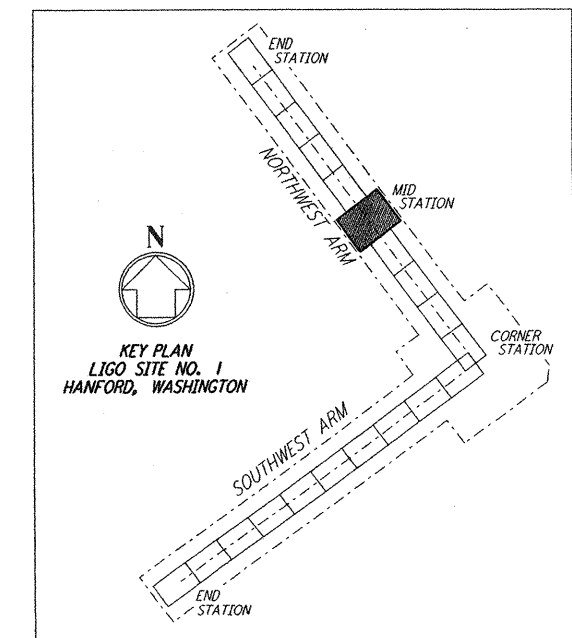 END
STATION
NORTHWEST ARM
MID
STATION
N
KEY PLAN
LIGO SITE NO. 1
HANFORD, WASHINGTON
CORNER
STATION
SOUTHWEST ARM
END
STATION